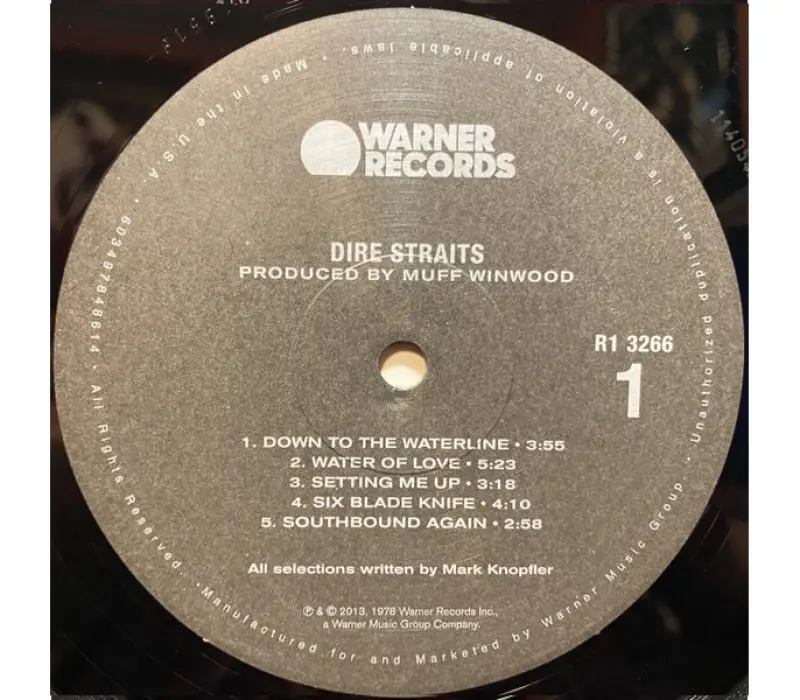 WARNER
RECORDS
DIRE STRAITS
PRODUCED BY MUFF WINWOOD
R1 3266
1
1. DOWN TO THE WATERLINE • 3:55
2. WATER OF LOVE • 5:23
3. SETTING ME UP • 3:18
4. SIX BLADE KNIFE • 4:10
5. SOUTHBOUND AGAIN • 2:58
All selections written by Mark Knopfler
℗ & © 2013, 1978 Warner Records Inc.,
a Warner Music Group Company.
• Manufactured for and Marketed by Warner Music Group • Unauthorized duplication is a violation of applicable laws. • Made in the U.S.A. • 603497848614 • All Rights Reserved.